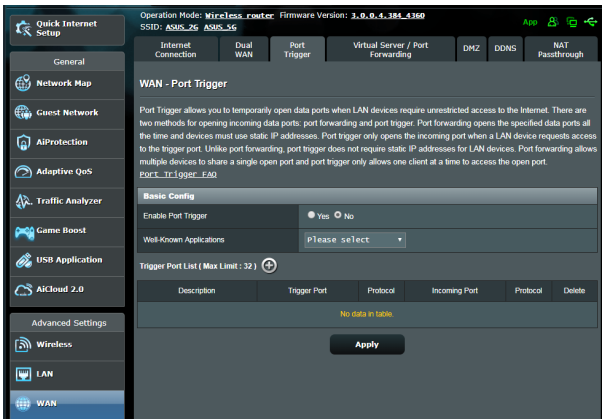 Quick Internet
Setup
General
Network Map
Guest Network
AiProtection
Adaptive QoS
Traffic Analyzer
Game Boost
USB Application
AiCloud 2.0
Advanced Settings
Wireless
LAN
WAN
Operation Mode: Wireless router Firmware Version: 3.0.0.4.384_4360
SSID: ASUS_2G ASUS_5G
App
Internet
Connection
Dual
WAN
Port
Trigger
Virtual Server / Port
Forwarding
DMZ
DDNS
NAT
Passthrough
WAN - Port Trigger
Port Trigger allows you to temporarily open data ports when LAN devices require unrestricted access to the Internet. There are
two methods for opening incoming data ports: port forwarding and port trigger. Port forwarding opens the specified data ports all
the time and devices must use static IP addresses. Port trigger only opens the incoming port when a LAN device requests access
to the trigger port. Unlike port forwarding, port trigger does not require static IP addresses for LAN devices. Port forwarding allows
multiple devices to share a single open port and port trigger only allows one client at a time to access the open port.
Port Trigger FAQ
Basic Config
Enable Port Trigger Yes No
Well-Known Applications Please select
Trigger Port List ( Max Limit : 32 )
Description Trigger Port Protocol Incoming Port Protocol Delete
No data in table.
Apply